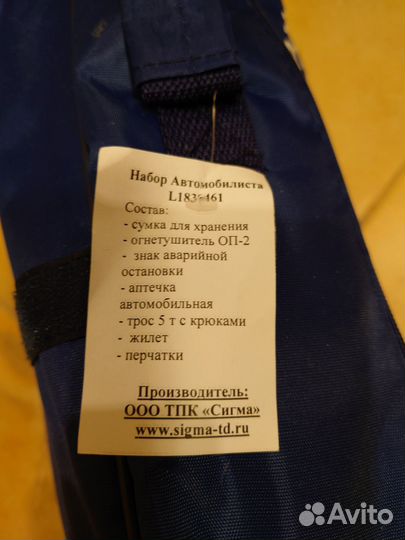 Набор Автомобилиста
Состав:
- сумка для хранения
- огнетушитель ОП-2
- знак аварийной
остановки
- аптечка
автомобильная
- трос 5 т с крюками
- жилет
- перчатки
Производитель:
ООО ТПК «Сигма»
www.sigma-td.ru
Avito